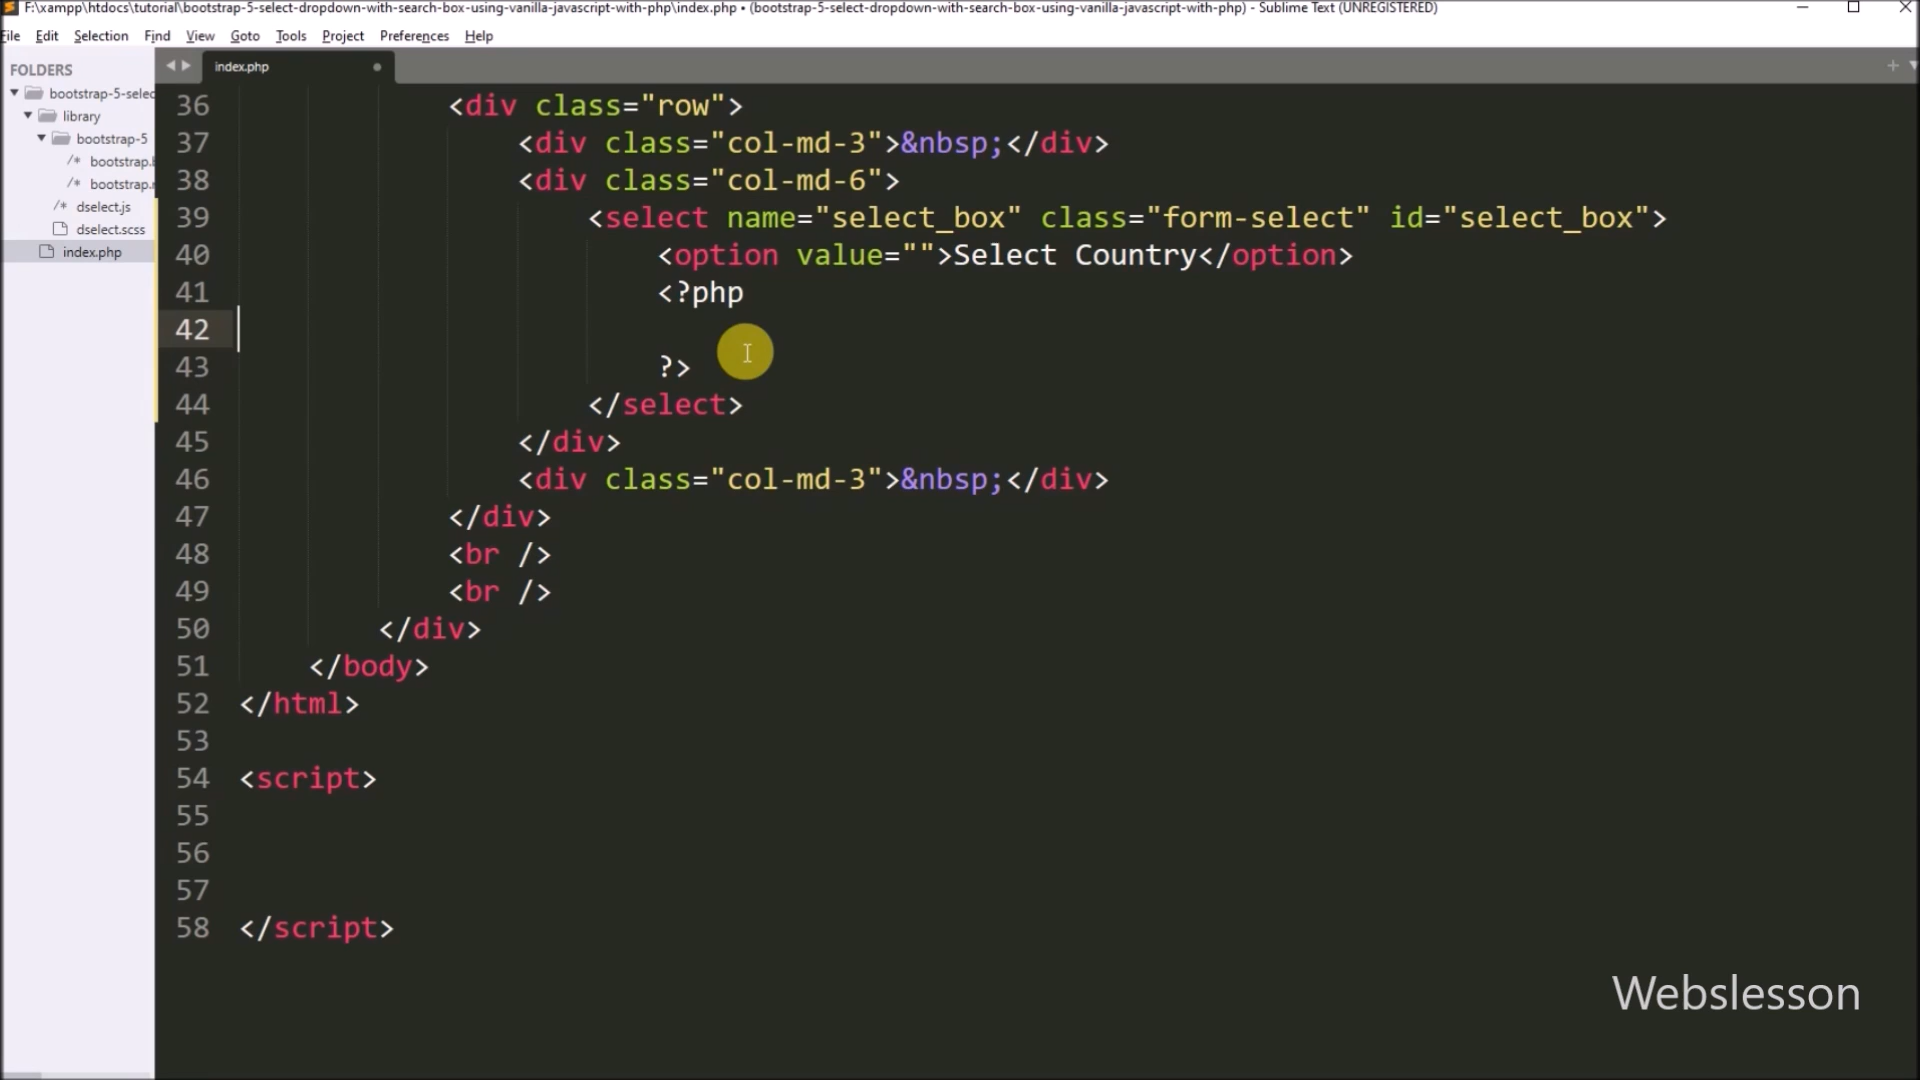 F:\xampp\htdocs\tutorial\bootstrap-5-select-dropdown-with-search-box-using-vanilla-javascript-with-php\index.php • (bootstrap-5-select-dropdown-with-search-box-using-vanilla-javascript-with-php) - Sublime Text (UNREGISTERED)
File Edit Selection Find View Goto Tools Project Preferences Help
FOLDERS
bootstrap-5-selec
library
bootstrap-5
/* bootstrap.
/* bootstrap.
/* dselect.js
dselect.scss
index.php
index.php
36 <div class="row">
37 <div class="col-md-3">&nbsp;</div>
38 <div class="col-md-6">
39 <select name="select_box" class="form-select" id="select_box">
40 <option value="">Select Country</option>
41 <?php
42
43 ?>
44 </select>
45 </div>
46 <div class="col-md-3">&nbsp;</div>
47 </div>
48 <br />
49 <br />
50 </div>
51 </body>
52 </html>
53
54 <script>
55
56
57
58 </script>
Webslesson